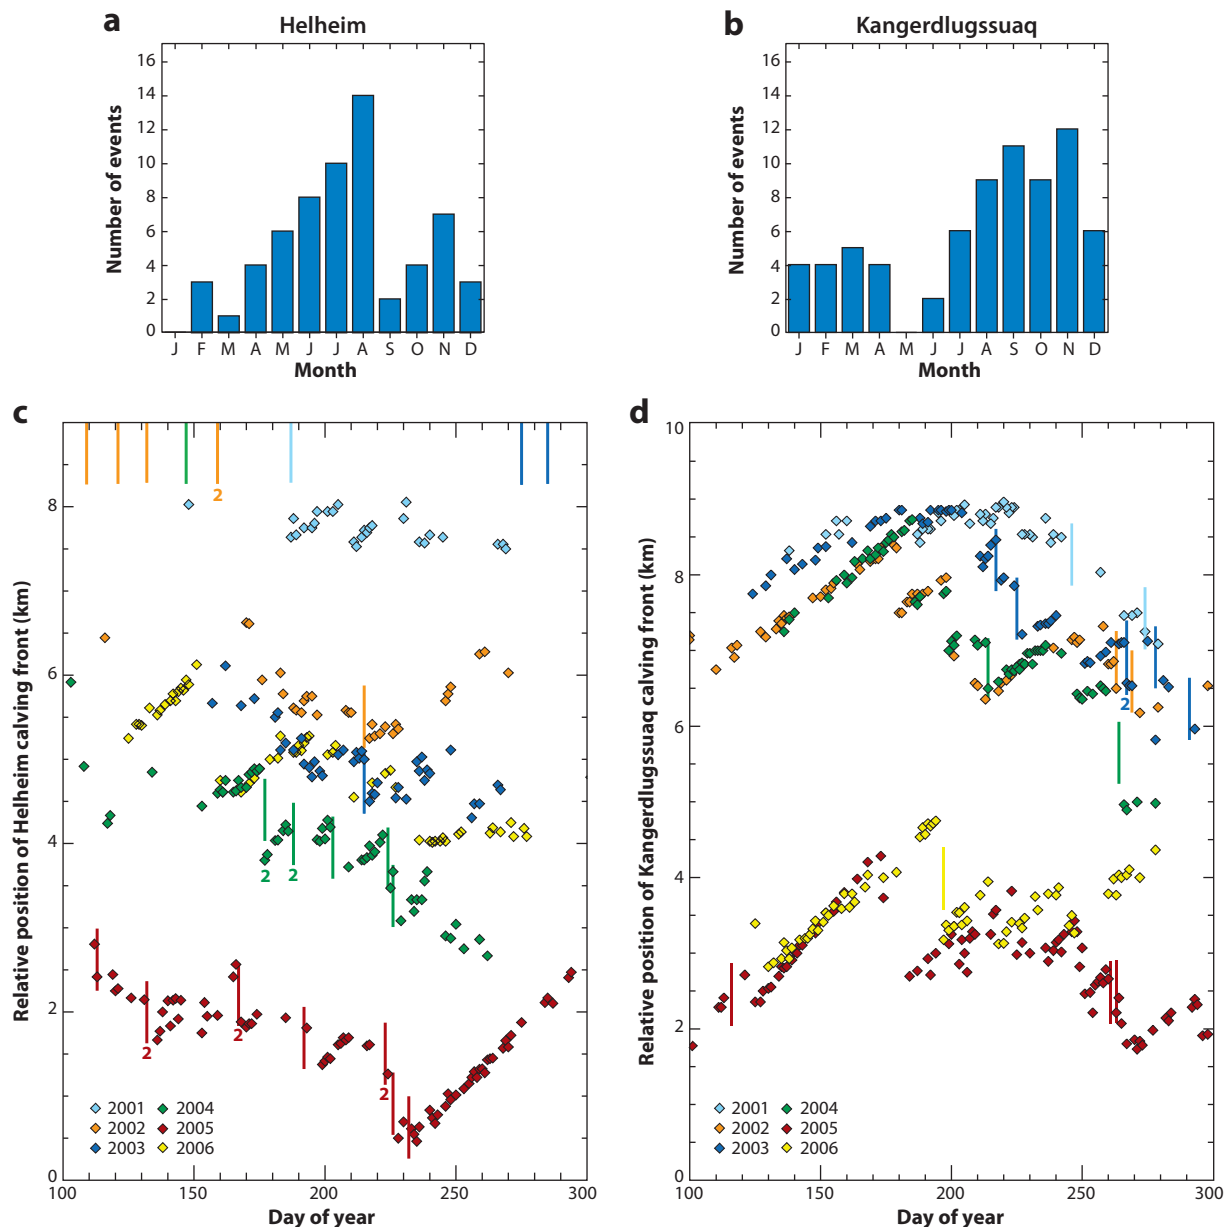 a
Helheim
Number of events
16
14
12
10
8
6
4
2
0
J F M A M J J A S O N D
Month
b
Kangerdlugssuaq
Number of events
16
14
12
10
8
6
4
2
0
J F M A M J J A S O N D
Month
c
Relative position of Helheim calving front (km)
8
6
4
2
0
2
2
2
2
2
2
2001
2002
2003
2004
2005
2006
100 150 200 250 300
Day of year
d
Relative position of Kangerdlugssuaq calving front (km)
10
8
6
4
2
0
2
2001
2002
2003
2004
2005
2006
100 150 200 250 300
Day of year